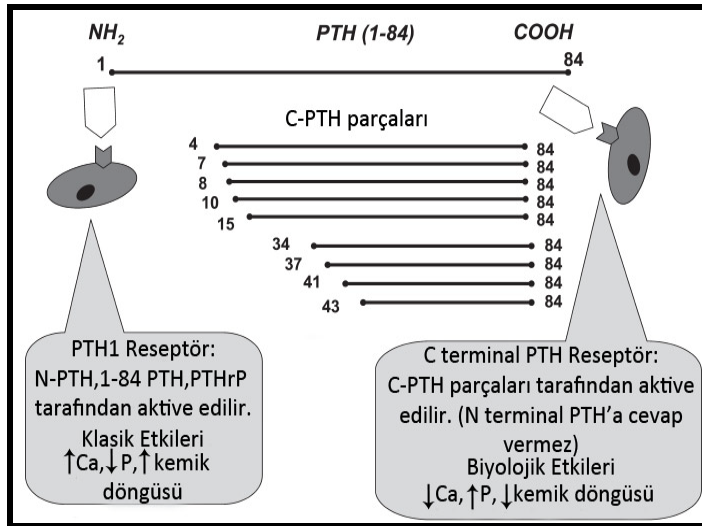 NH2 PTH (1-84) COOH
1 84
C-PTH parçaları
4 84
7 84
8 84
10 84
15 84
34 84
37 84
41 84
43 84
PTH1 Reseptör:
N-PTH,1-84 PTH,PTHrP
tarafından aktive edilir.
Klasik Etkileri
↑Ca,↓P,↑kemik
döngüsü
C terminal PTH Reseptör:
C-PTH parçaları tarafından aktive
edilir. (N terminal PTH'a cevap
vermez)
Biyolojik Etkileri
↓Ca,↑P, ↓kemik döngüsü